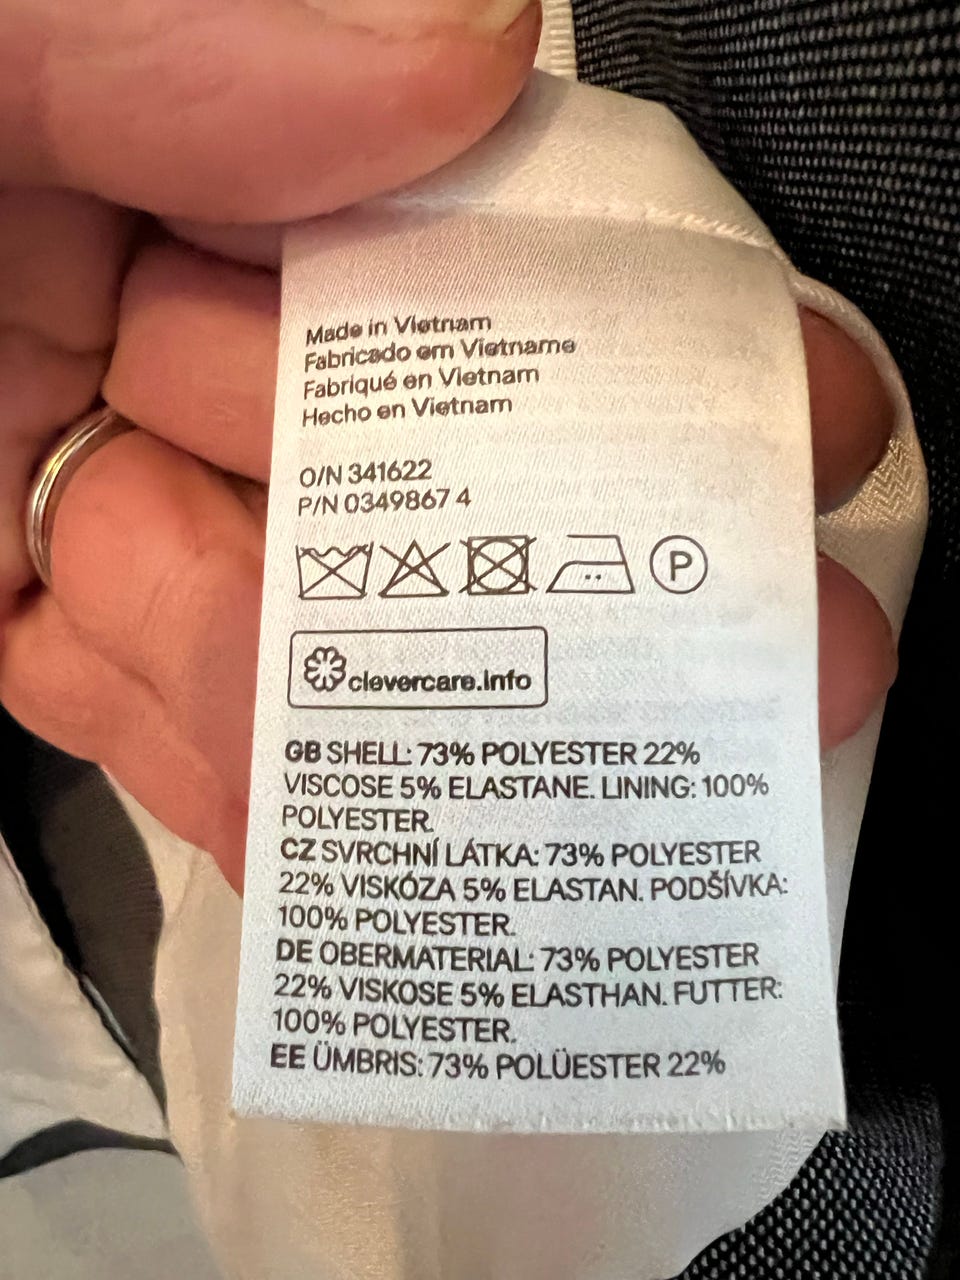 Made in Vietnam
Fabricado em Vietname
Fabriqué en Vietnam
Hecho en Vietnam
O/N 341622
P/N 0349867 4
P
clevercare.info
GB SHELL: 73% POLYESTER 22%
VISCOSE 5% ELASTANE. LINING: 100%
POLYESTER.
CZ SVRCHNÍ LÁTKA: 73% POLYESTER
22% VISKÓZA 5% ELASTAN. PODŠÍVKA:
100% POLYESTER.
DE OBERMATERIAL: 73% POLYESTER
22% VISKOSE 5% ELASTHAN. FUTTER:
100% POLYESTER.
EE ÜMBRIS: 73% POLÜESTER 22%